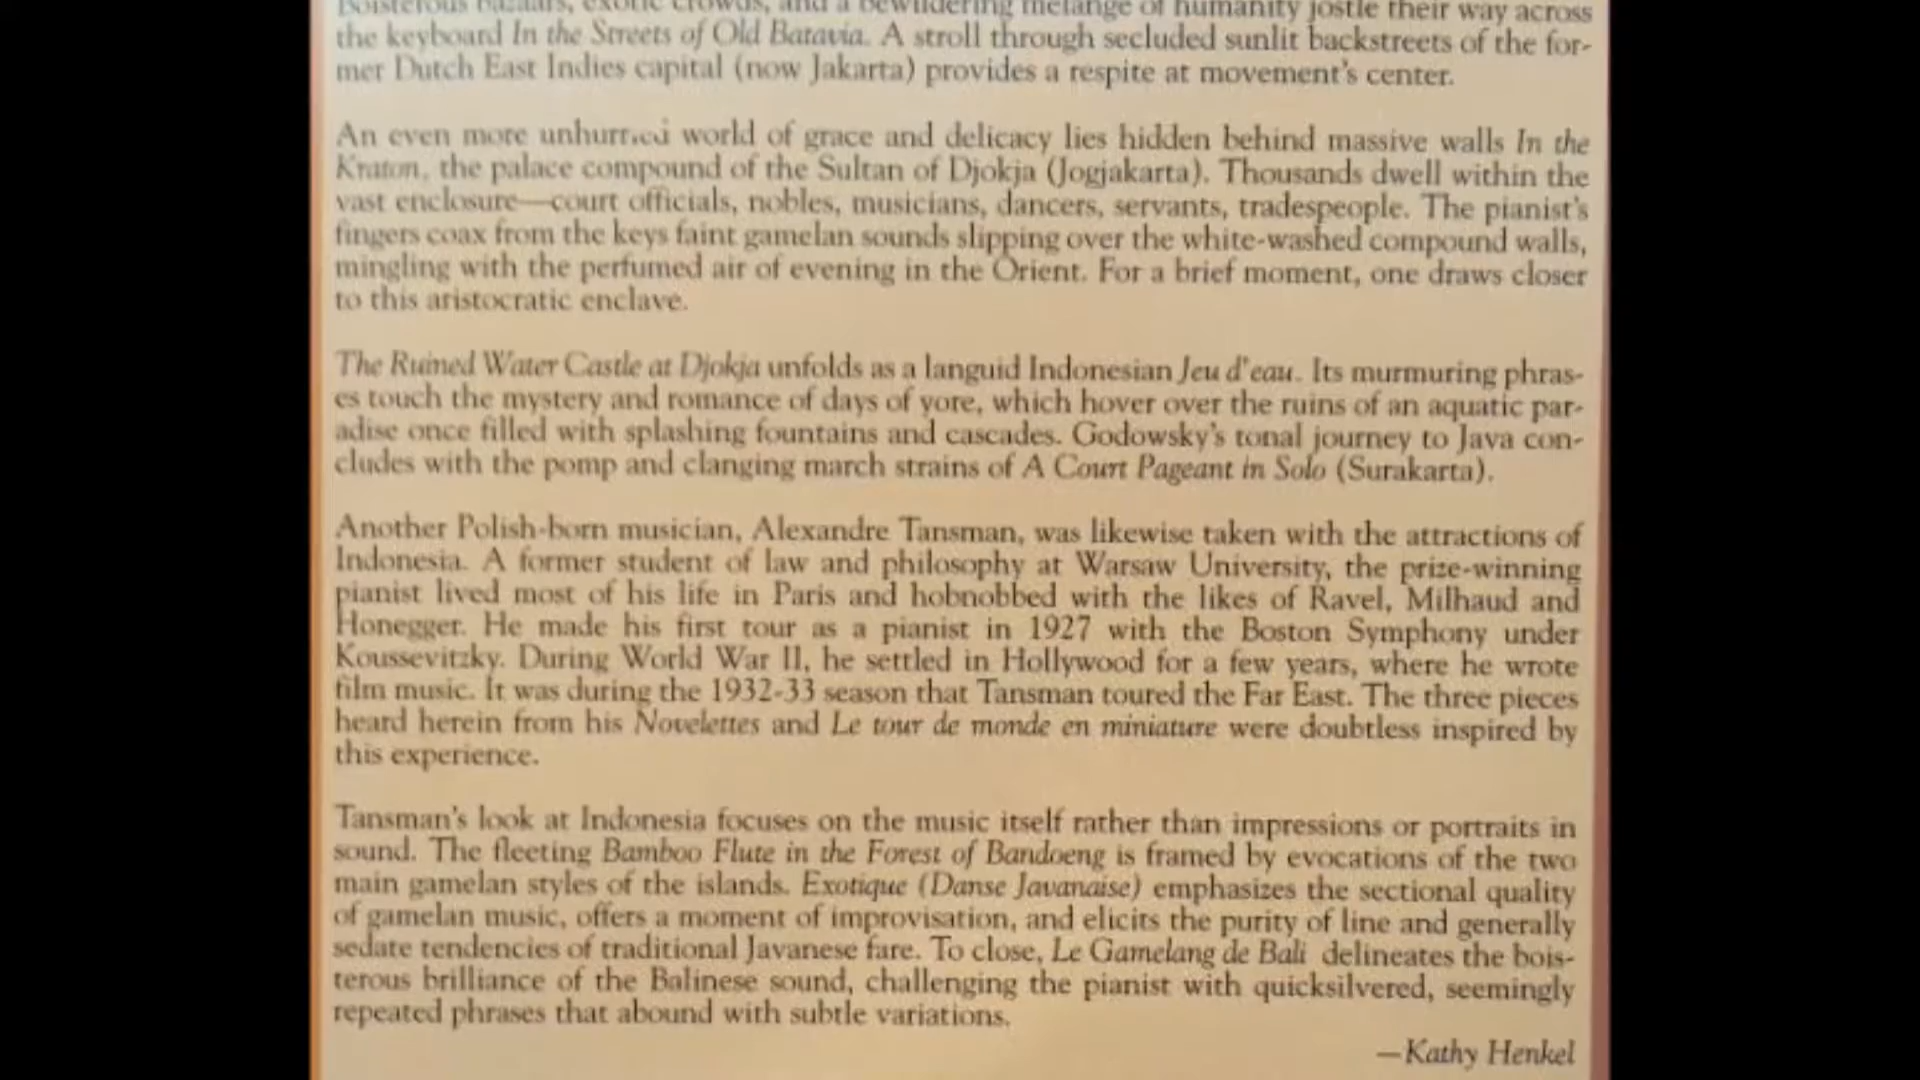 Boisterous bazaars, exotic crowds, and a bewildering melange of humanity jostle their way across
the keyboard In the Streets of Old Batavia. A stroll through secluded sunlit backstreets of the for-
mer Dutch East Indies capital (now Jakarta) provides a respite at movement's center.
An even more unhurried world of grace and delicacy lies hidden behind massive walls In the
Kraton, the palace compound of the Sultan of Djokja (Jogjakarta). Thousands dwell within the
vast enclosure—court officials, nobles, musicians, dancers, servants, tradespeople. The pianist's
fingers coax from the keys faint gamelan sounds slipping over the white-washed compound walls,
mingling with the perfumed air of evening in the Orient. For a brief moment, one draws closer
to this aristocratic enclave.
The Ruined Water Castle at Djokja unfolds as a languid Indonesian Jeu d'eau. Its murmuring phras-
es touch the mystery and romance of days of yore, which hover over the ruins of an aquatic par-
adise once filled with splashing fountains and cascades. Godowsky's tonal journey to Java con-
cludes with the pomp and clanging march strains of A Court Pageant in Solo (Surakarta).
Another Polish-born musician, Alexandre Tansman, was likewise taken with the attractions of
Indonesia. A former student of law and philosophy at Warsaw University, the prize-winning
pianist lived most of his life in Paris and hobnobbed with the likes of Ravel, Milhaud and
Honegger. He made his first tour as a pianist in 1927 with the Boston Symphony under
Koussevitzky. During World War II, he settled in Hollywood for a few years, where he wrote
film music. It was during the 1932-33 season that Tansman toured the Far East. The three pieces
heard herein from his Novelettes and Le tour de monde en miniature were doubtless inspired by
this experience.
Tansman's look at Indonesia focuses on the music itself rather than impressions or portraits in
sound. The fleeting Bamboo Flute in the Forest of Bandoeng is framed by evocations of the two
main gamelan styles of the islands. Exotique (Danse Javanaise) emphasizes the sectional quality
of gamelan music, offers a moment of improvisation, and elicits the purity of line and generally
sedate tendencies of traditional Javanese fare. To close, Le Gamelang de Bali delineates the bois-
terous brilliance of the Balinese sound, challenging the pianist with quicksilvered, seemingly
repeated phrases that abound with subtle variations.
—Kathy Henkel